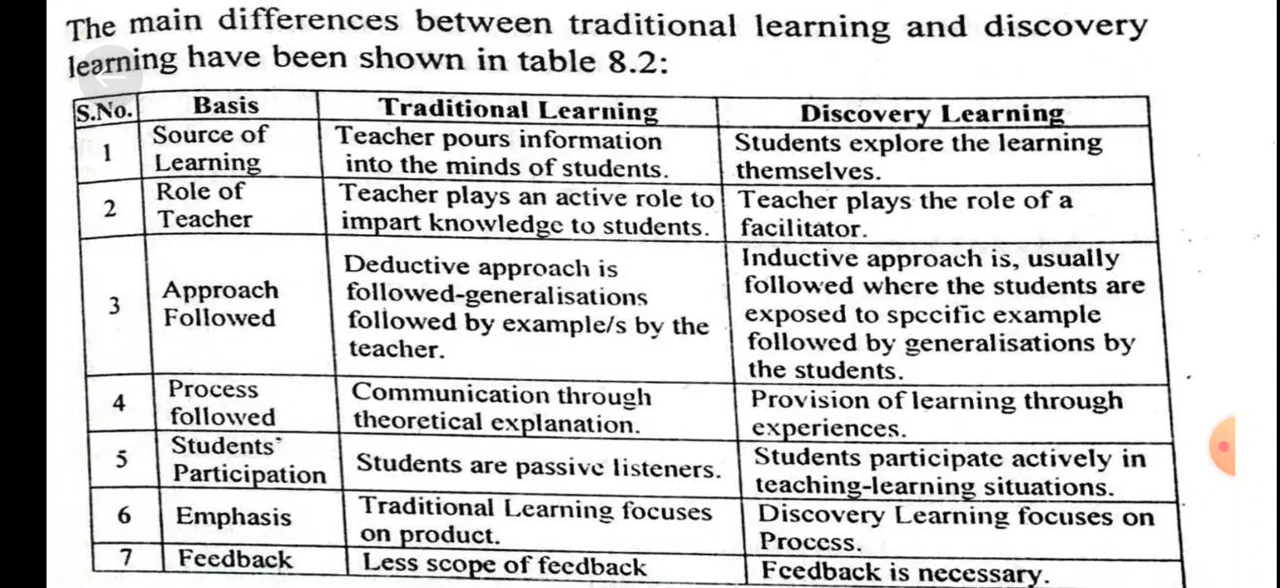 The main differences between traditional learning and discovery
learning have been shown in table 8.2:
S.No. Basis Traditional Learning Discovery Learning
1 Source of Learning Teacher pours information into the minds of students. Students explore the learning themselves.
2 Role of Teacher Teacher plays an active role to impart knowledge to students. Teacher plays the role of a facilitator.
3 Approach Followed Deductive approach is followed-generalisations followed by example/s by the teacher. Inductive approach is, usually followed where the students are exposed to specific example followed by generalisations by the students.
4 Process followed Communication through theoretical explanation. Provision of learning through experiences.
5 Students' Participation Students are passive listeners. Students participate actively in teaching-learning situations.
6 Emphasis Traditional Learning focuses on product. Discovery Learning focuses on Process.
7 Feedback Less scope of feedback Feedback is necessary.